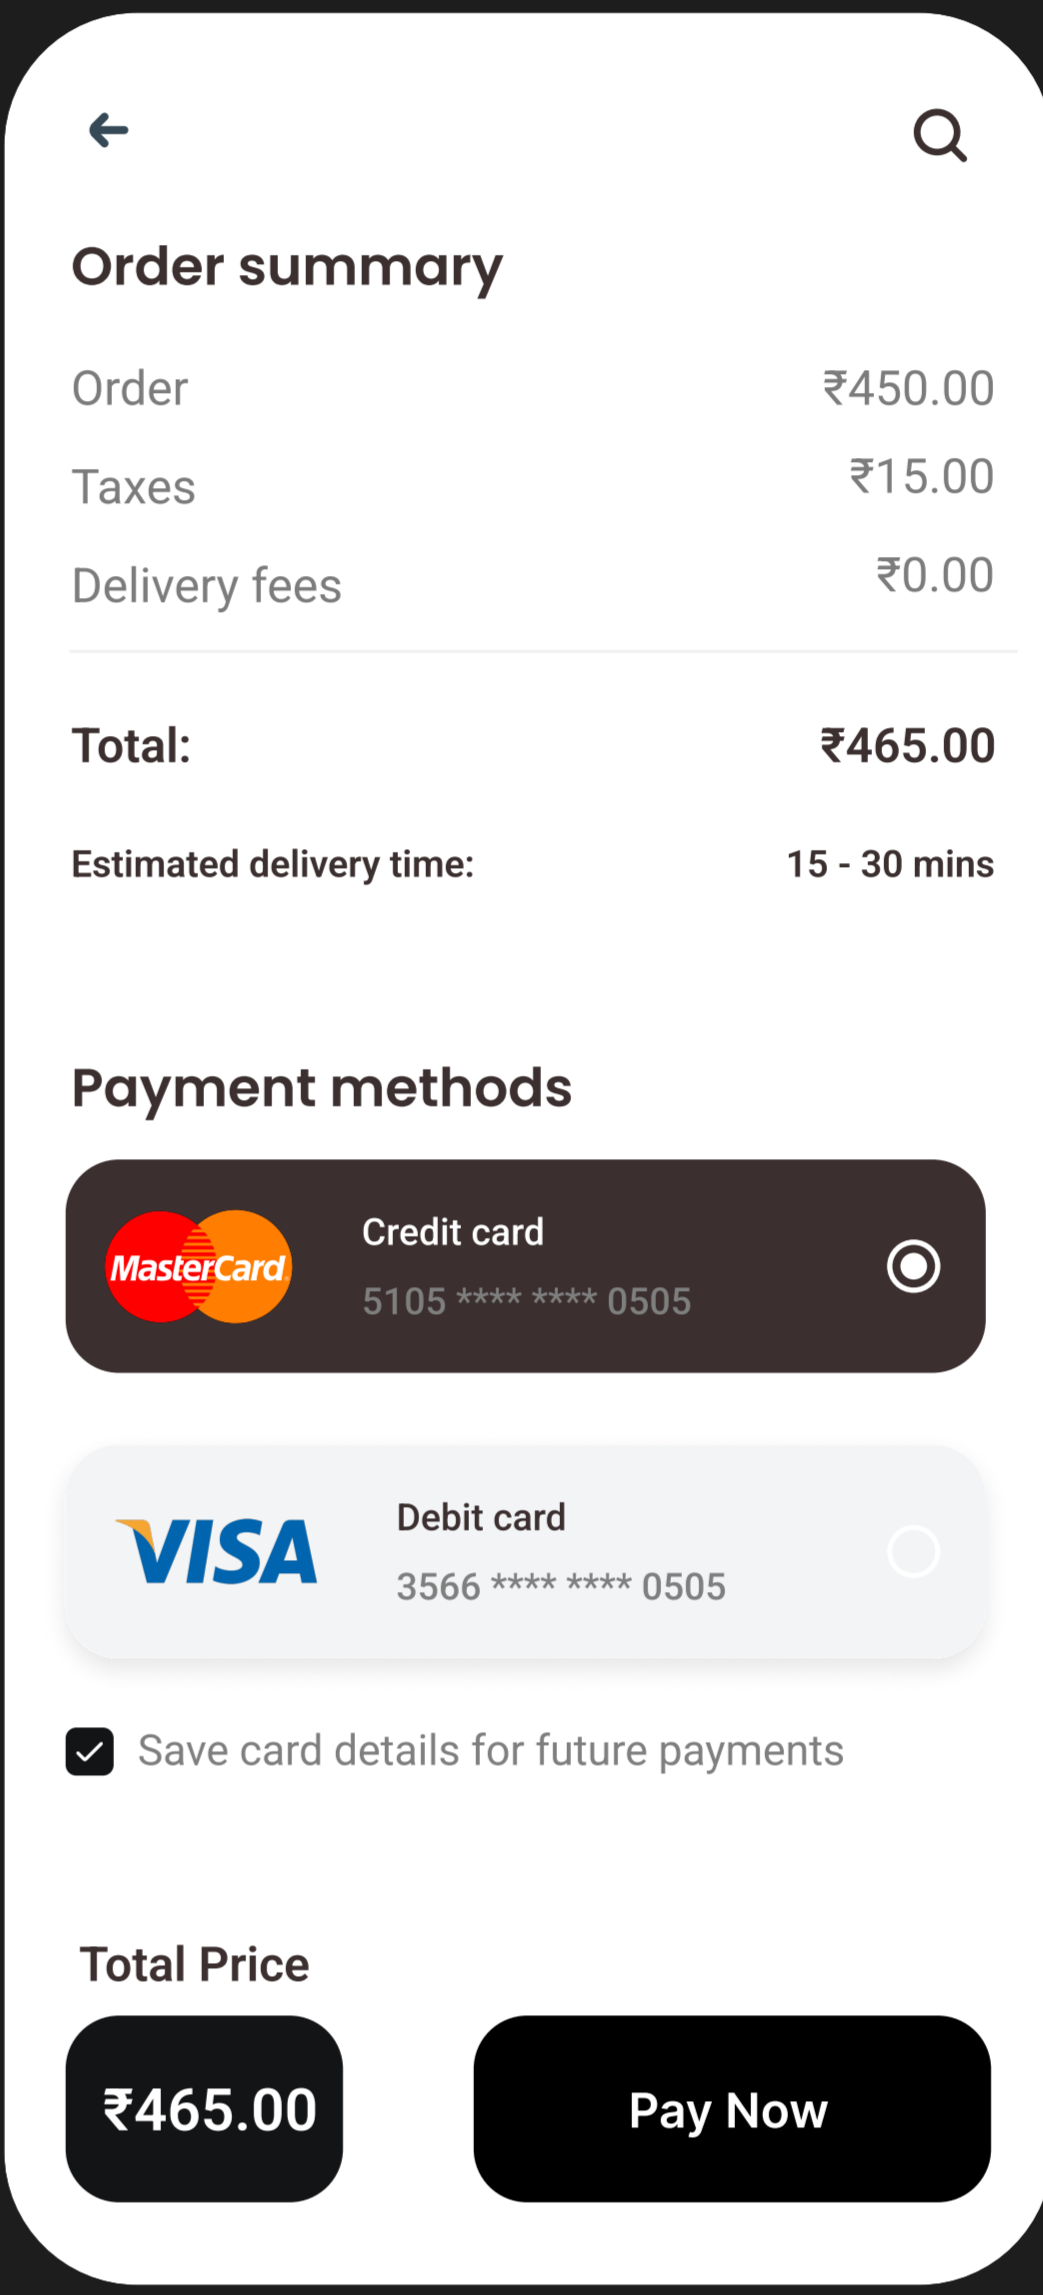 Order summary
Order ₹450.00
Taxes ₹15.00
Delivery fees ₹0.00
Total: ₹465.00
Estimated delivery time: 15 - 30 mins
Payment methods
MasterCard
Credit card
5105 **** **** 0505
VISA
Debit card
3566 **** **** 0505
Save card details for future payments
Total Price
₹465.00
Pay Now